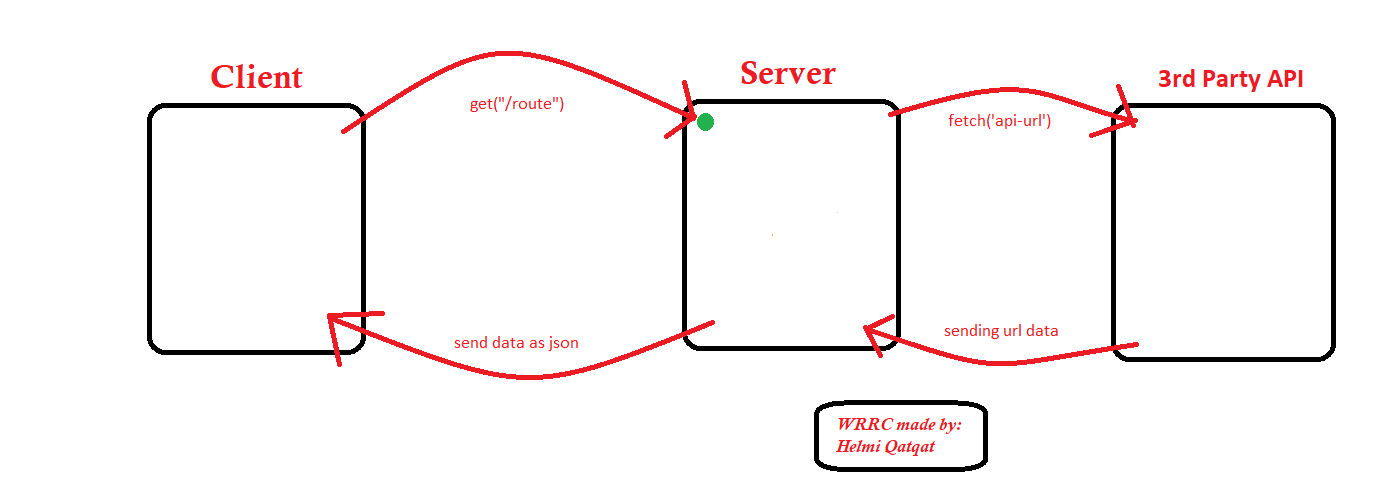 Client
Server
3rd Party API
get("/route")
fetch('api-url')
send data as json
sending url data
WRRC made by:
Helmi Qatqat